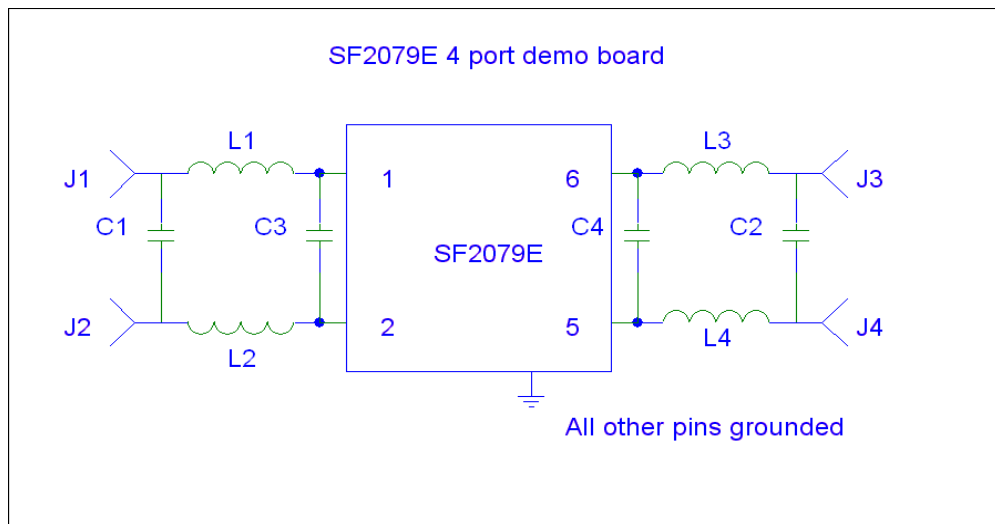 SF2079E 4 port demo board
L1
L3
J1
1
6
J3
C1
C3
C4
C2
SF2079E
J2
2
5
J4
L2
L4
All other pins grounded